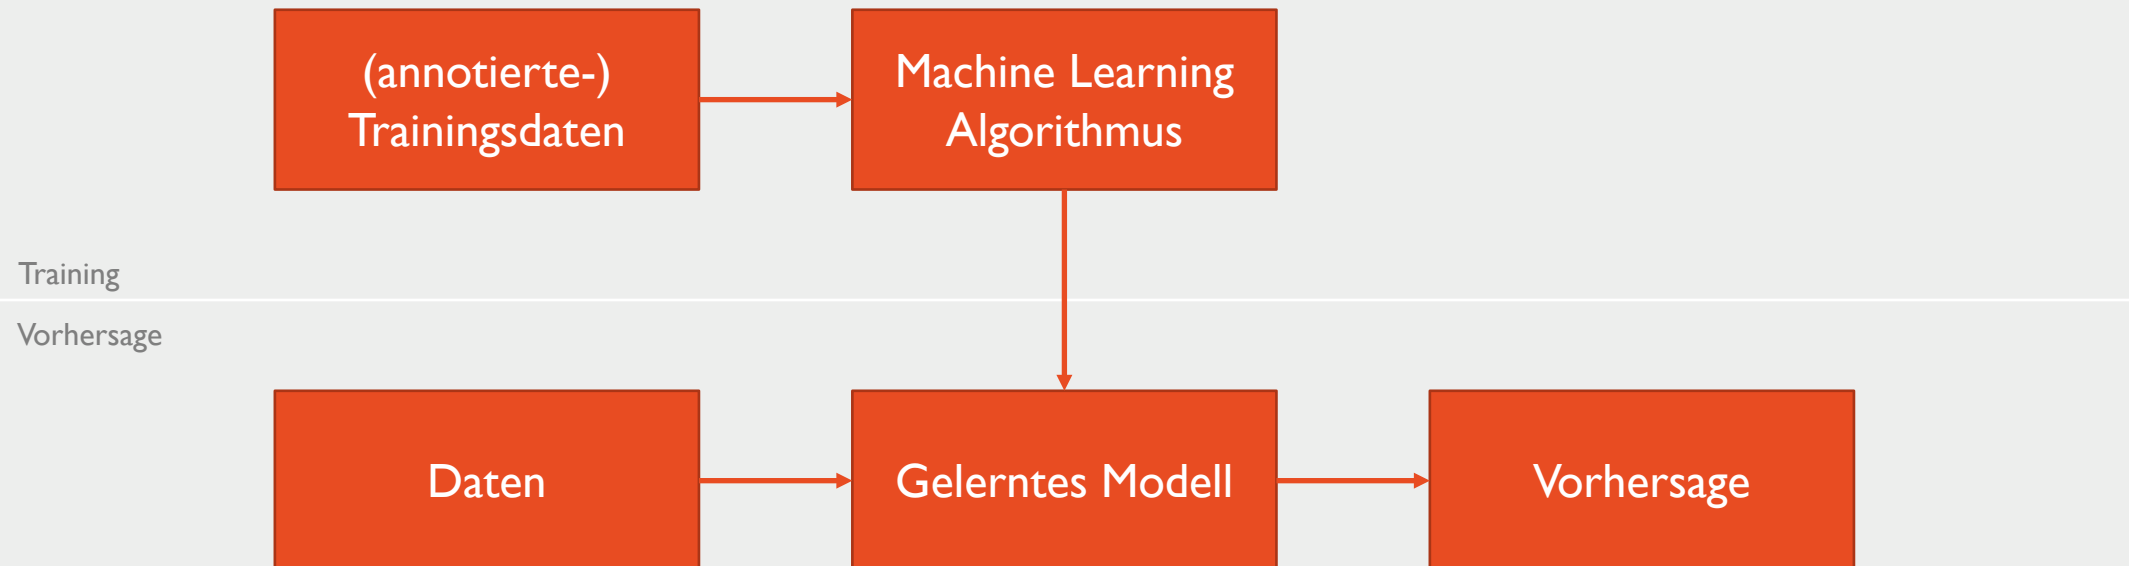 (annotierte-)
Trainingsdaten
Machine Learning
Algorithmus
Training
Vorhersage
Daten
Gelerntes Modell
Vorhersage